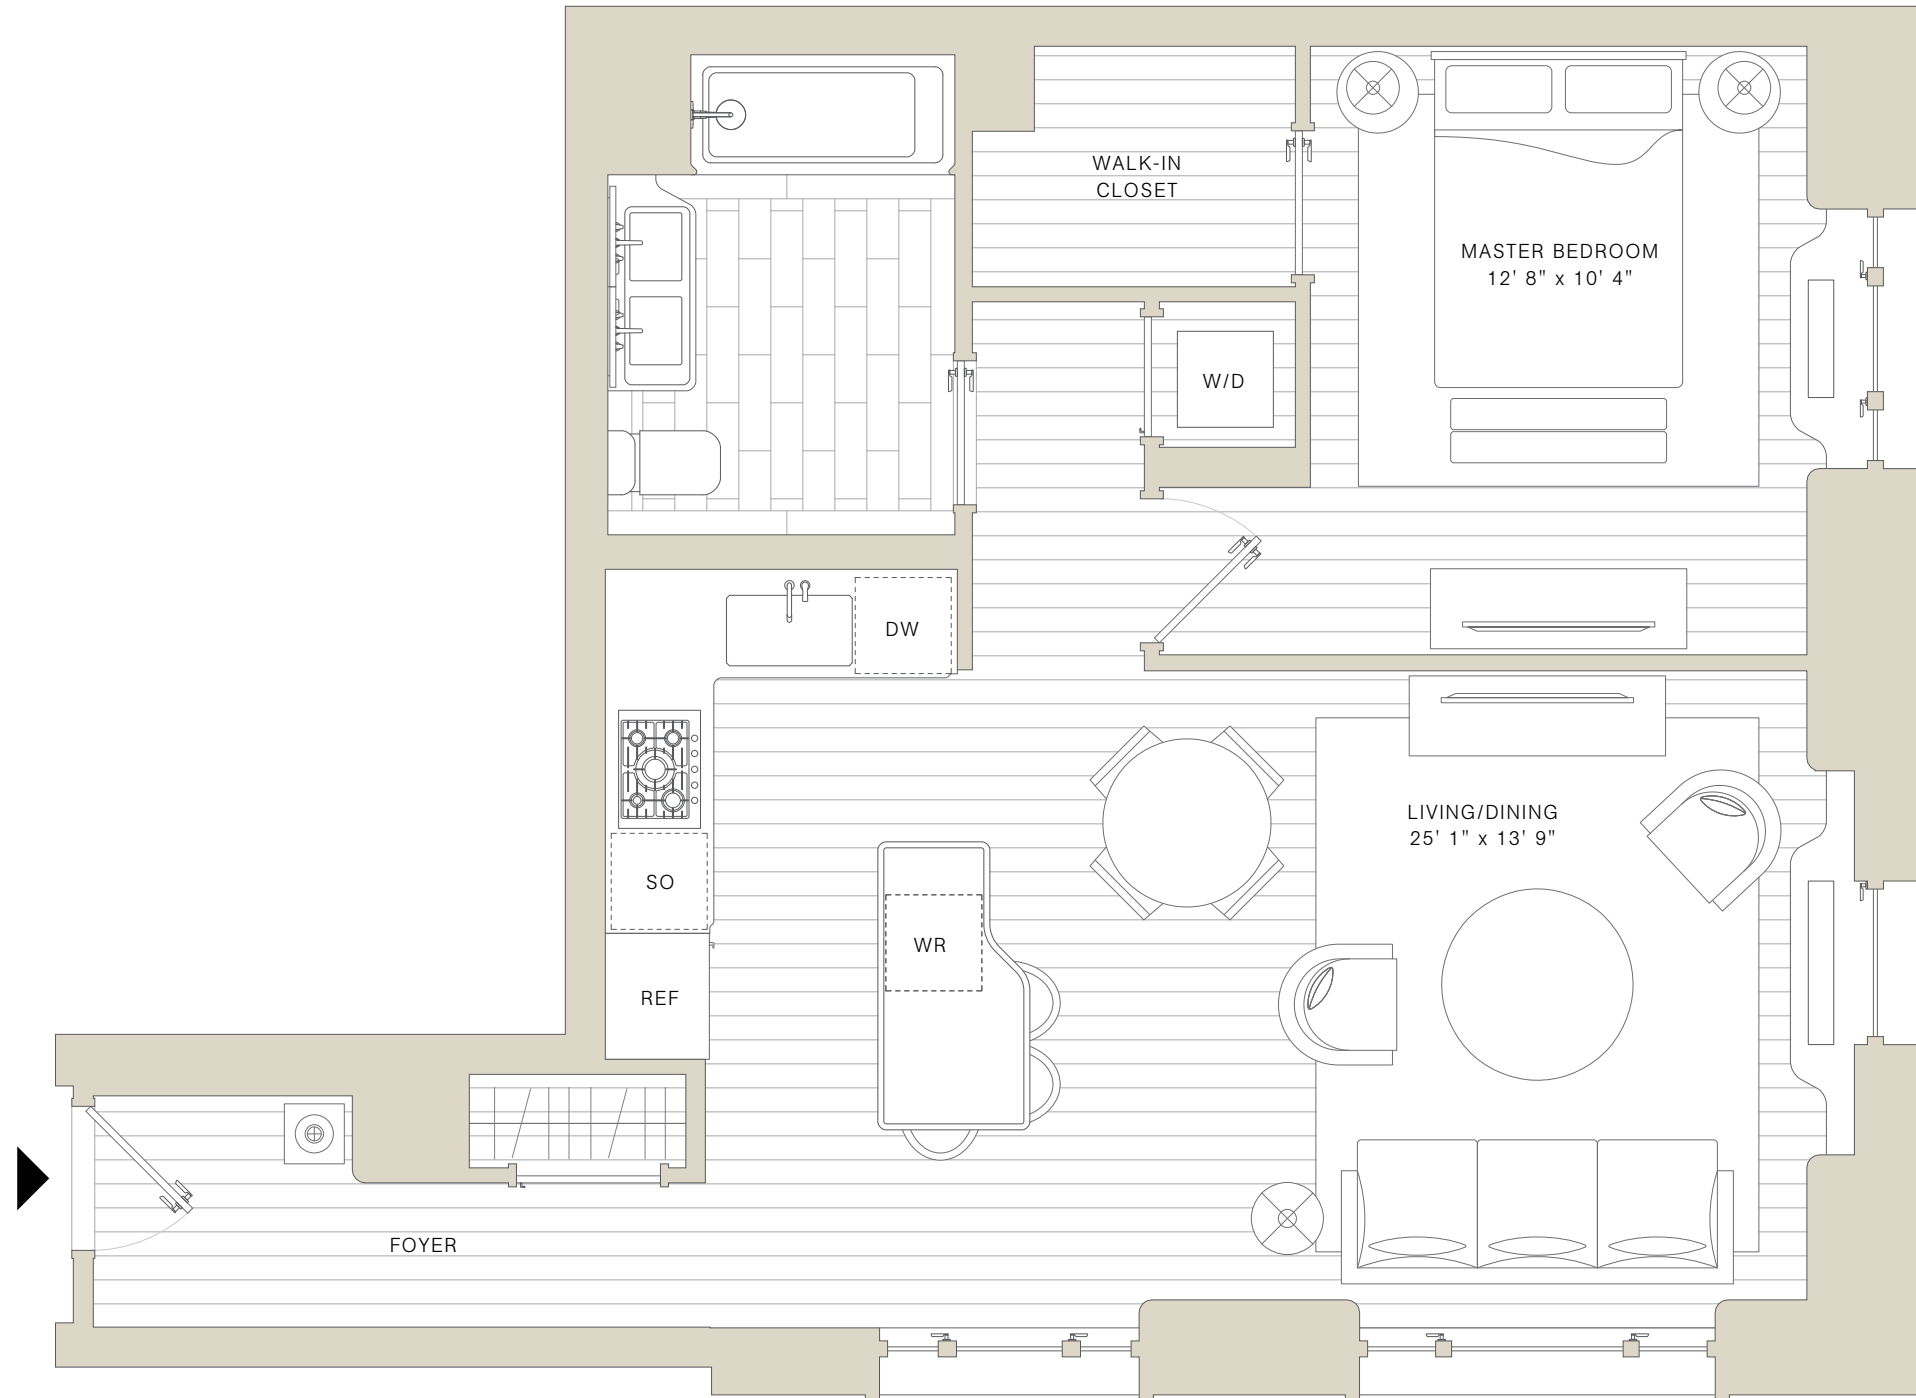 WALK-IN
CLOSET
MASTER BEDROOM
12' 8" x 10' 4"
W/D
DW
LIVING/DINING
25' 1" x 13' 9"
SO
WR
REF
FOYER